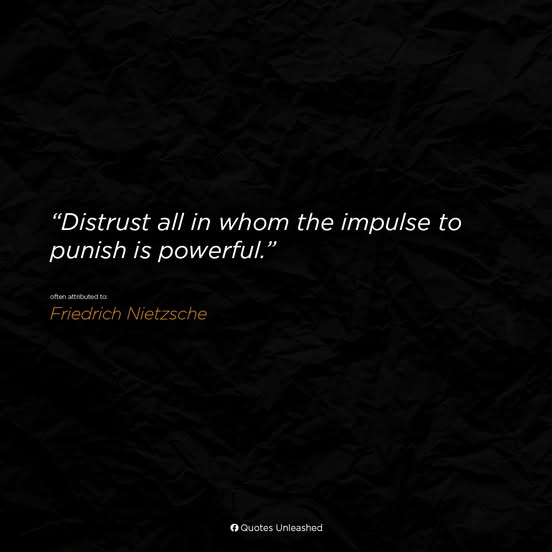 “Distrust all in whom the impulse to
punish is powerful.”
often attributed to:
Friedrich Nietzsche
Quotes Unleashed